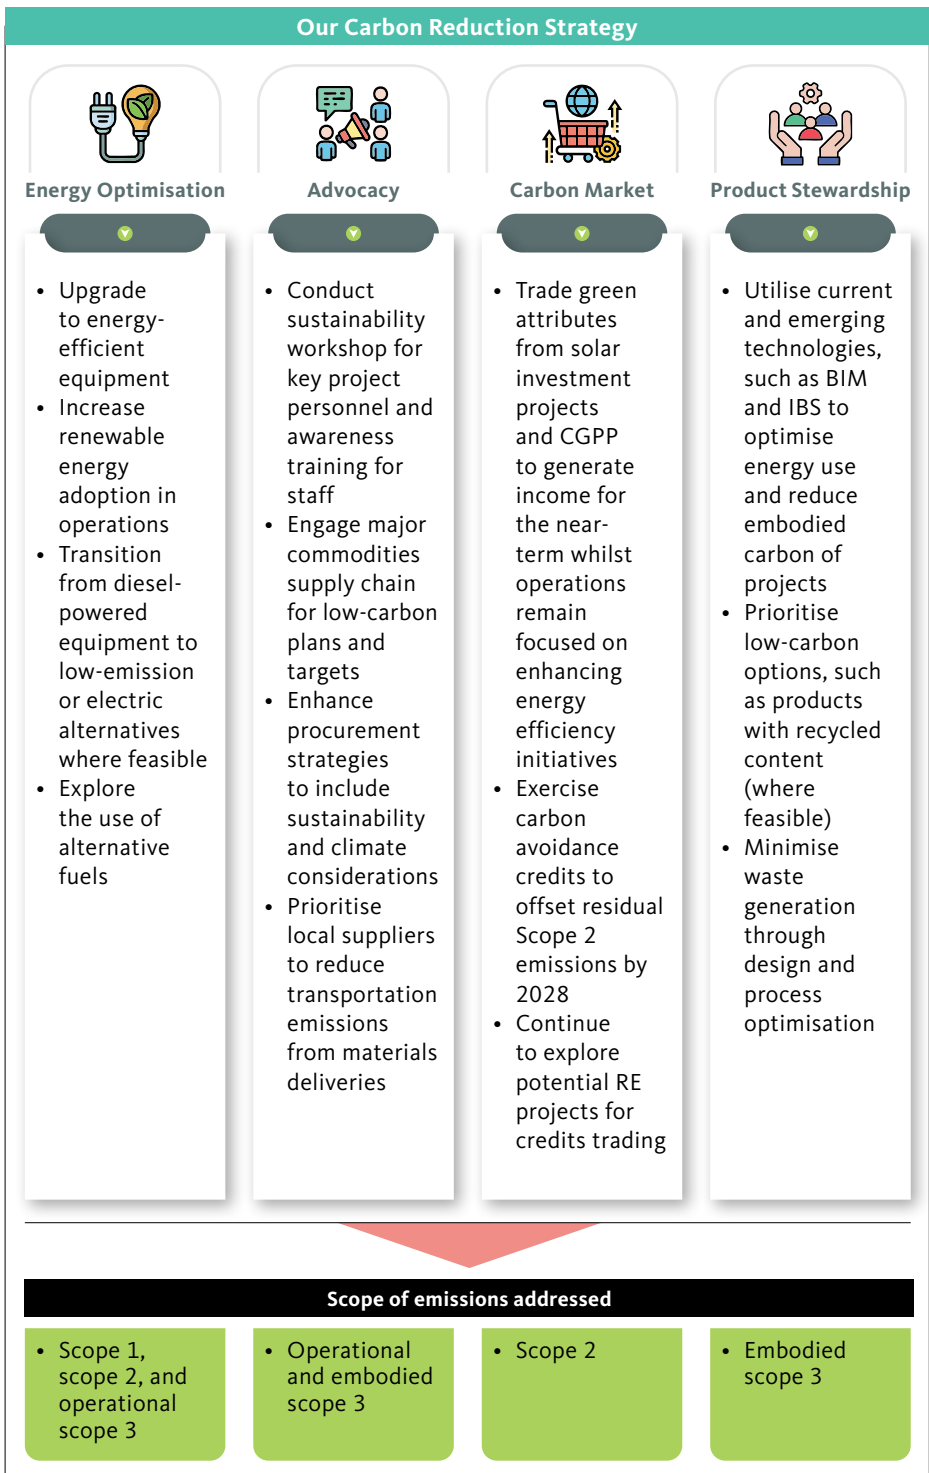 Our Carbon Reduction Strategy
Energy Optimisation
• Upgrade
to energy-
efficient
equipment
• Increase
renewable
energy
adoption in
operations
• Transition
from diesel-
powered
equipment to
low-emission
or electric
alternatives
where feasible
• Explore
the use of
alternative
fuels
Advocacy
• Conduct
sustainability
workshop for
key project
personnel and
awareness
training for
staff
• Engage major
commodities
supply chain
for low-carbon
plans and
targets
• Enhance
procurement
strategies
to include
sustainability
and climate
considerations
• Prioritise
local suppliers
to reduce
transportation
emissions
from materials
deliveries
Carbon Market
• Trade green
attributes
from solar
investment
projects
and CGPP
to generate
income for
the near-
term whilst
operations
remain
focused on
enhancing
energy
efficiency
initiatives
• Exercise
carbon
avoidance
credits to
offset residual
Scope 2
emissions by
2028
• Continue
to explore
potential RE
projects for
credits trading
Product Stewardship
• Utilise current
and emerging
technologies,
such as BIM
and IBS to
optimise
energy use
and reduce
embodied
carbon of
projects
• Prioritise
low-carbon
options, such
as products
with recycled
content
(where
feasible)
• Minimise
waste
generation
through
design and
process
optimisation
Scope of emissions addressed
• Scope 1,
scope 2, and
operational
scope 3
• Operational
and embodied
scope 3
• Scope 2
• Embodied
scope 3